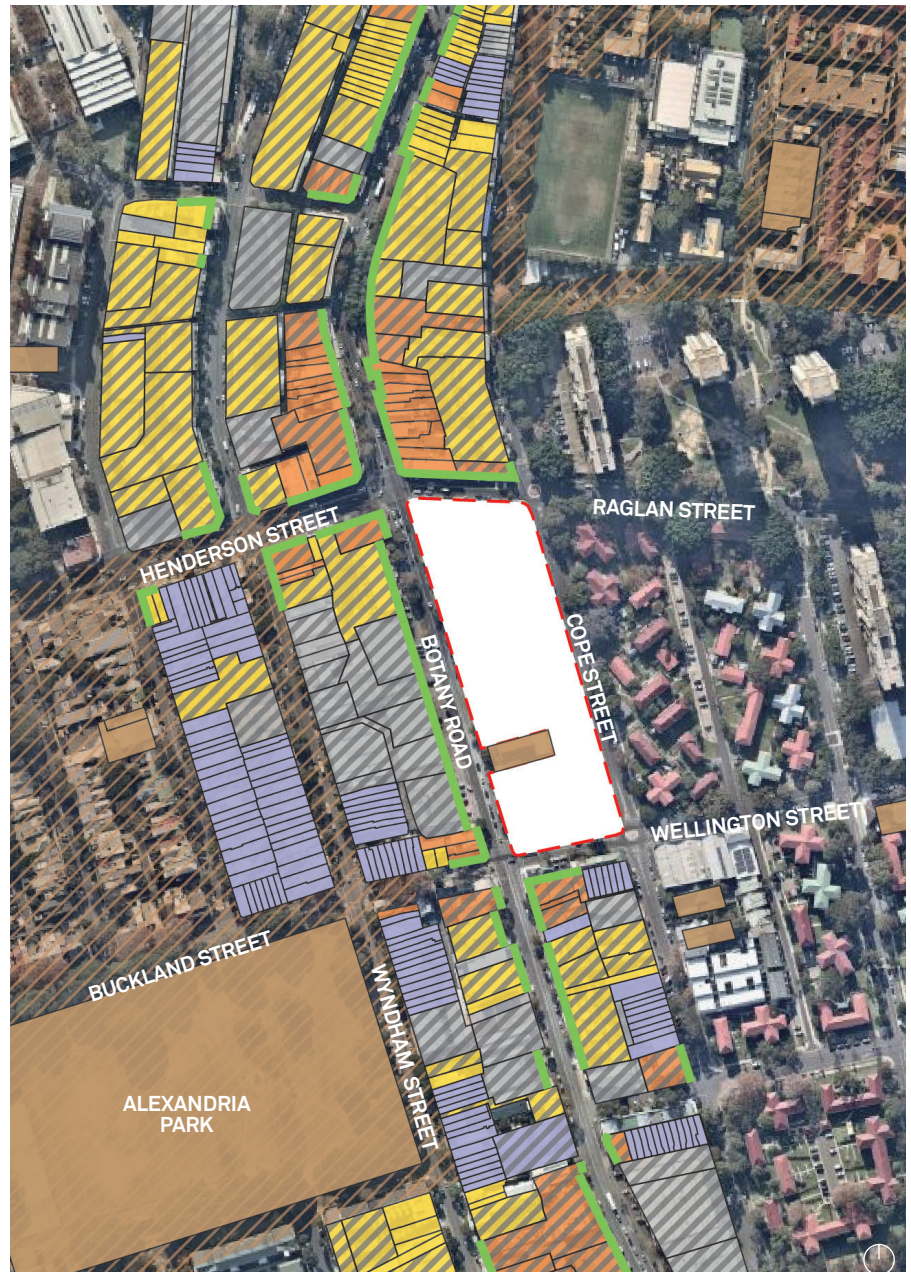 RAGLAN STREET
HENDERSON STREET
COPE STREET
BOTANY ROAD
WELLINGTON STREET
BUCKLAND STREET
WYNDHAM STREET
ALEXANDRIA
PARK